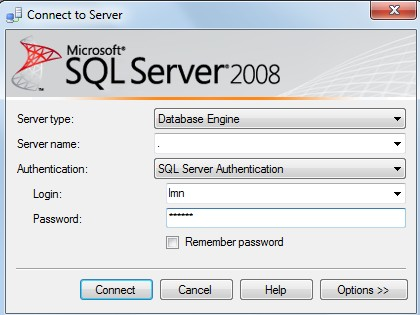 Connect to Server
Microsoft®
SQL Server® 2008
Server type: Database Engine
Server name: .
Authentication: SQL Server Authentication
Login: lmn
Password: ******
Remember password
Connect Cancel Help Options >>